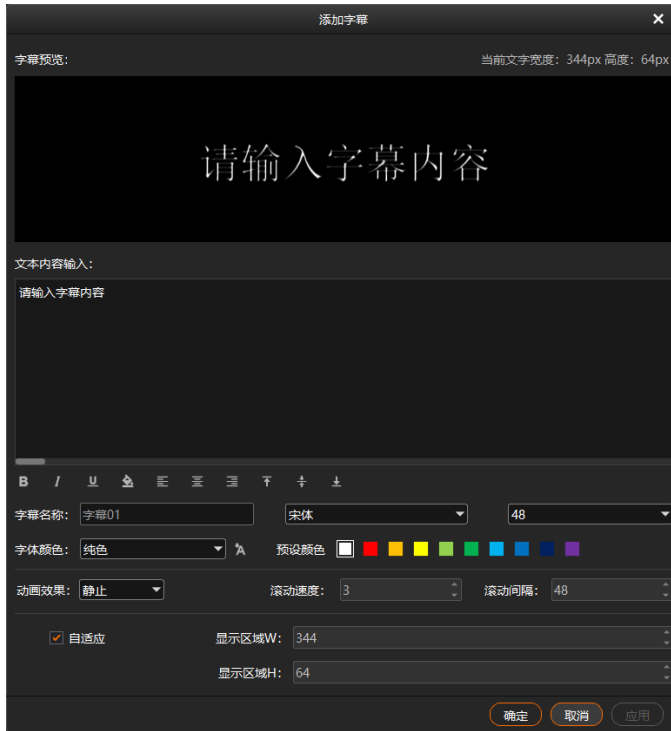 添加字幕
字幕预览: 当前文字宽度: 344px 高度: 64px
请输入字幕内容
文本内容输入:
请输入字幕内容
B I U
字幕名称: 字幕01 宋体 48
字体颜色: 纯色 A 预设颜色
动画效果: 静止 滚动速度: 3 滚动间隔: 48
自适应 显示区域W: 344
显示区域H: 64
确定 取消 应用